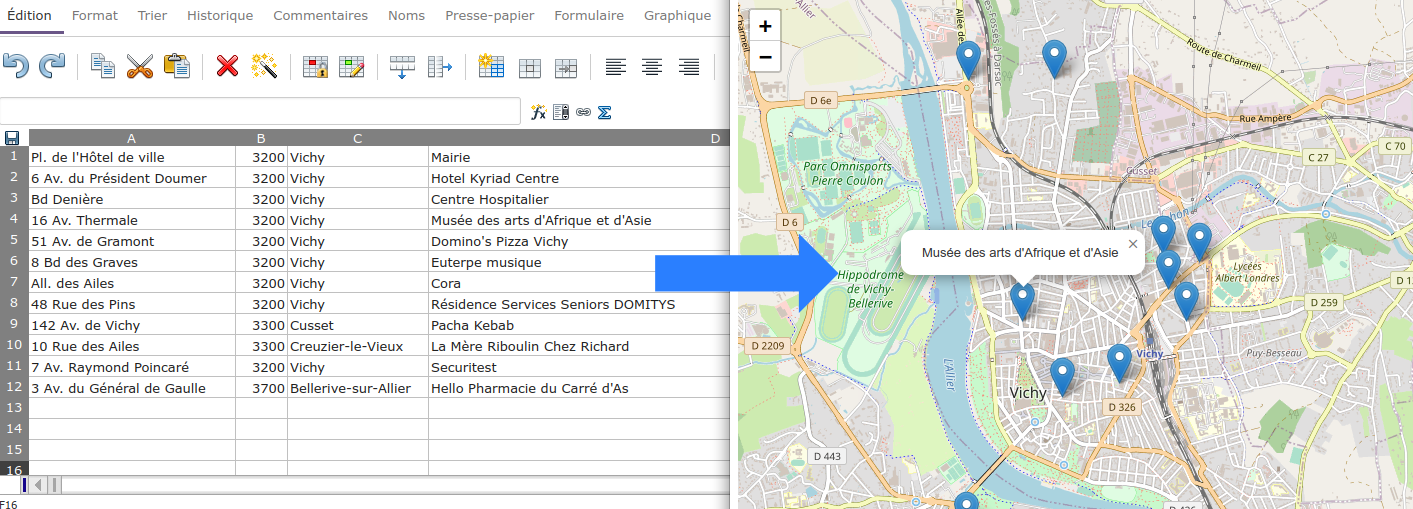 Édition Format Trier Historique Commentaires Noms Presse-papier Formulaire Graphique
A B C D
1 Pl. de l'Hôtel de ville 3200 Vichy Mairie
2 6 Av. du Président Doumer 3200 Vichy Hotel Kyriad Centre
3 Bd Denière 3200 Vichy Centre Hospitalier
4 16 Av. Thermale 3200 Vichy Musée des arts d'Afrique et d'Asie
5 51 Av. de Gramont 3200 Vichy Domino's Pizza Vichy
6 8 Bd des Graves 3200 Vichy Euterpe musique
7 All. des Ailes 3200 Vichy Cora
8 48 Rue des Pins 3200 Vichy Résidence Services Seniors DOMITYS
9 142 Av. de Vichy 3300 Cusset Pacha Kebab
10 10 Rue des Ailes 3300 Creuzier-le-Vieux La Mère Riboulin Chez Richard
11 7 Av. Raymond Poincaré 3200 Vichy Securitest
12 3 Av. du Général de Gaulle 3700 Bellerive-sur-Allier Hello Pharmacie du Carré d'As
13
14
15
16
F16
+
−
Allier
Charmeil
Allée des
Les Fossés à Darsac
Route de Charmeil
D 6e
Rue Ampère
C 70
C 27
Parc Omnisports
Pierre Coulon
Cusset
D 6
Musée des arts d'Afrique et d'Asie
×
Hippodrome
de Vichy-
Bellerive
Lycées
Albert Londres
D 259
D 2209
L'Allier
Vichy
Puy-Besseau
Vichy
D 326
D 443
D 426